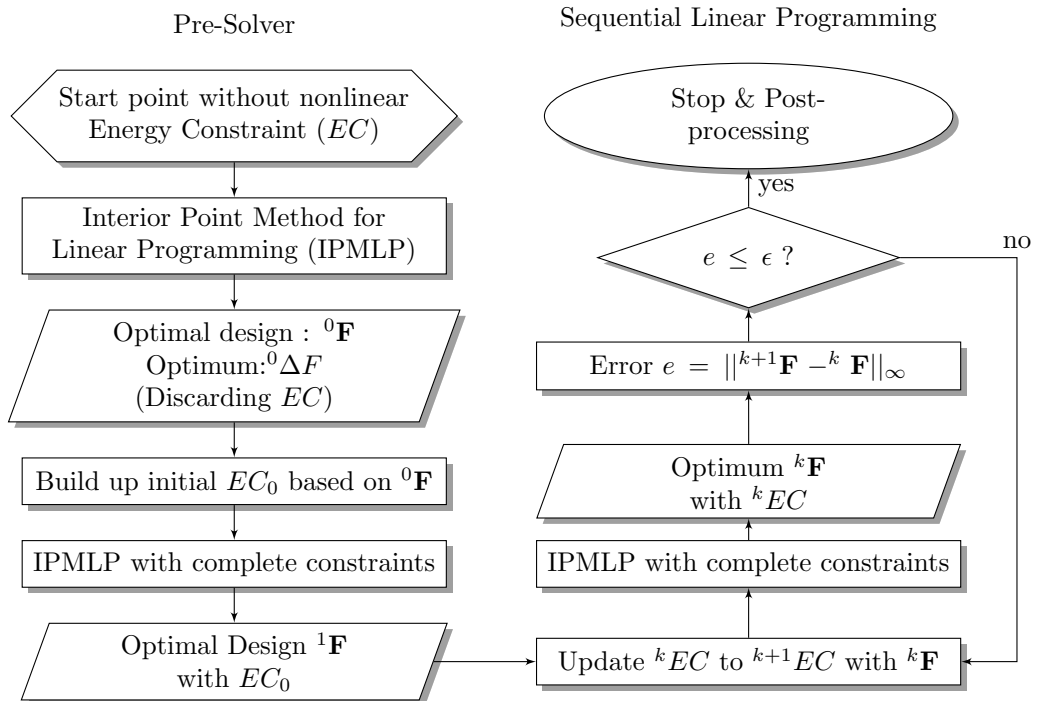 Pre-Solver
Start point without nonlinear
Energy Constraint (EC)
Interior Point Method for
Linear Programming (IPMLP)
Optimal design : ⁰𝐅
Optimum:⁰ΔF
(Discarding EC)
Build up initial EC₀ based on ⁰𝐅
IPMLP with complete constraints
Optimal Design ¹𝐅
with EC₀
Sequential Linear Programming
Stop & Post-
processing
yes
e ≤ ϵ ?
no
Error e = ||ᵏ⁺¹𝐅 −ᵏ 𝐅||∞
Optimum ᵏ𝐅
with ᵏEC
IPMLP with complete constraints
Update ᵏEC to ᵏ⁺¹EC with ᵏ𝐅